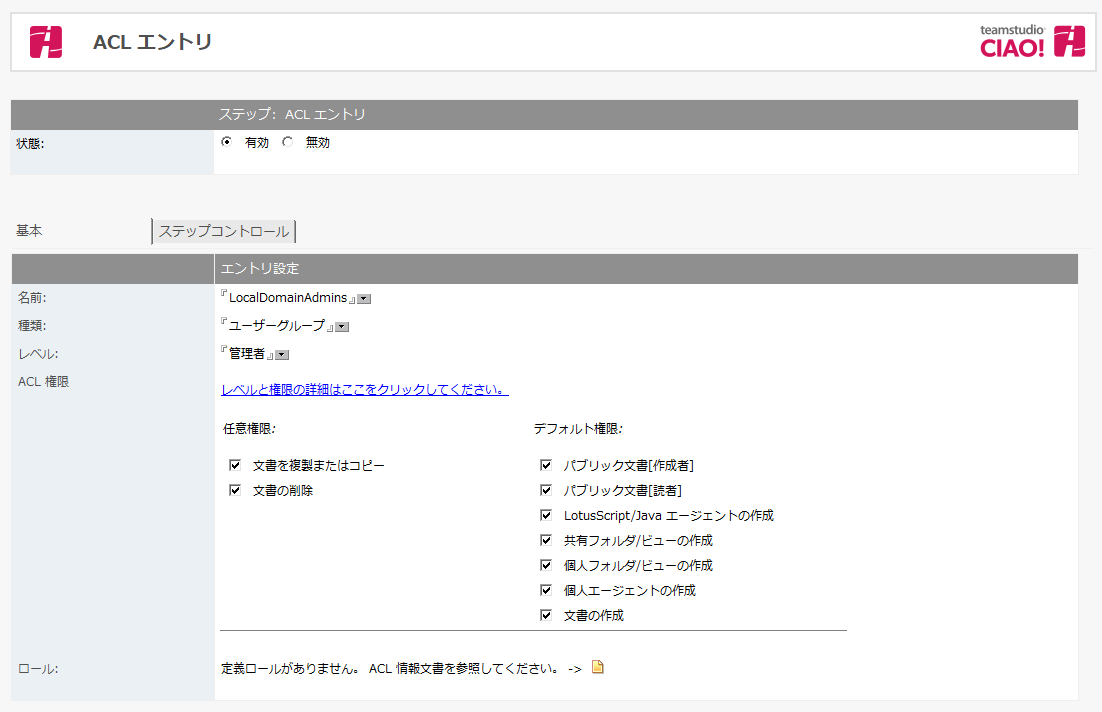 ACL エントリ
teamstudio
CIAO!
ステップ: ACL エントリ
状態:
有効 無効
基本 ステップコントロール
エントリ設定
名前: 『LocalDomainAdmins』
種類: 『ユーザーグループ』
レベル: 『管理者』
ACL 権限
レベルと権限の詳細はここをクリックしてください。
任意権限: デフォルト権限:
文書を複製またはコピー パブリック文書[作成者]
文書の削除 パブリック文書[読者]
LotusScript/Java エージェントの作成
共有フォルダ/ビューの作成
個人フォルダ/ビューの作成
個人エージェントの作成
文書の作成
ロール: 定義ロールがありません。 ACL 情報文書を参照してください。 ->